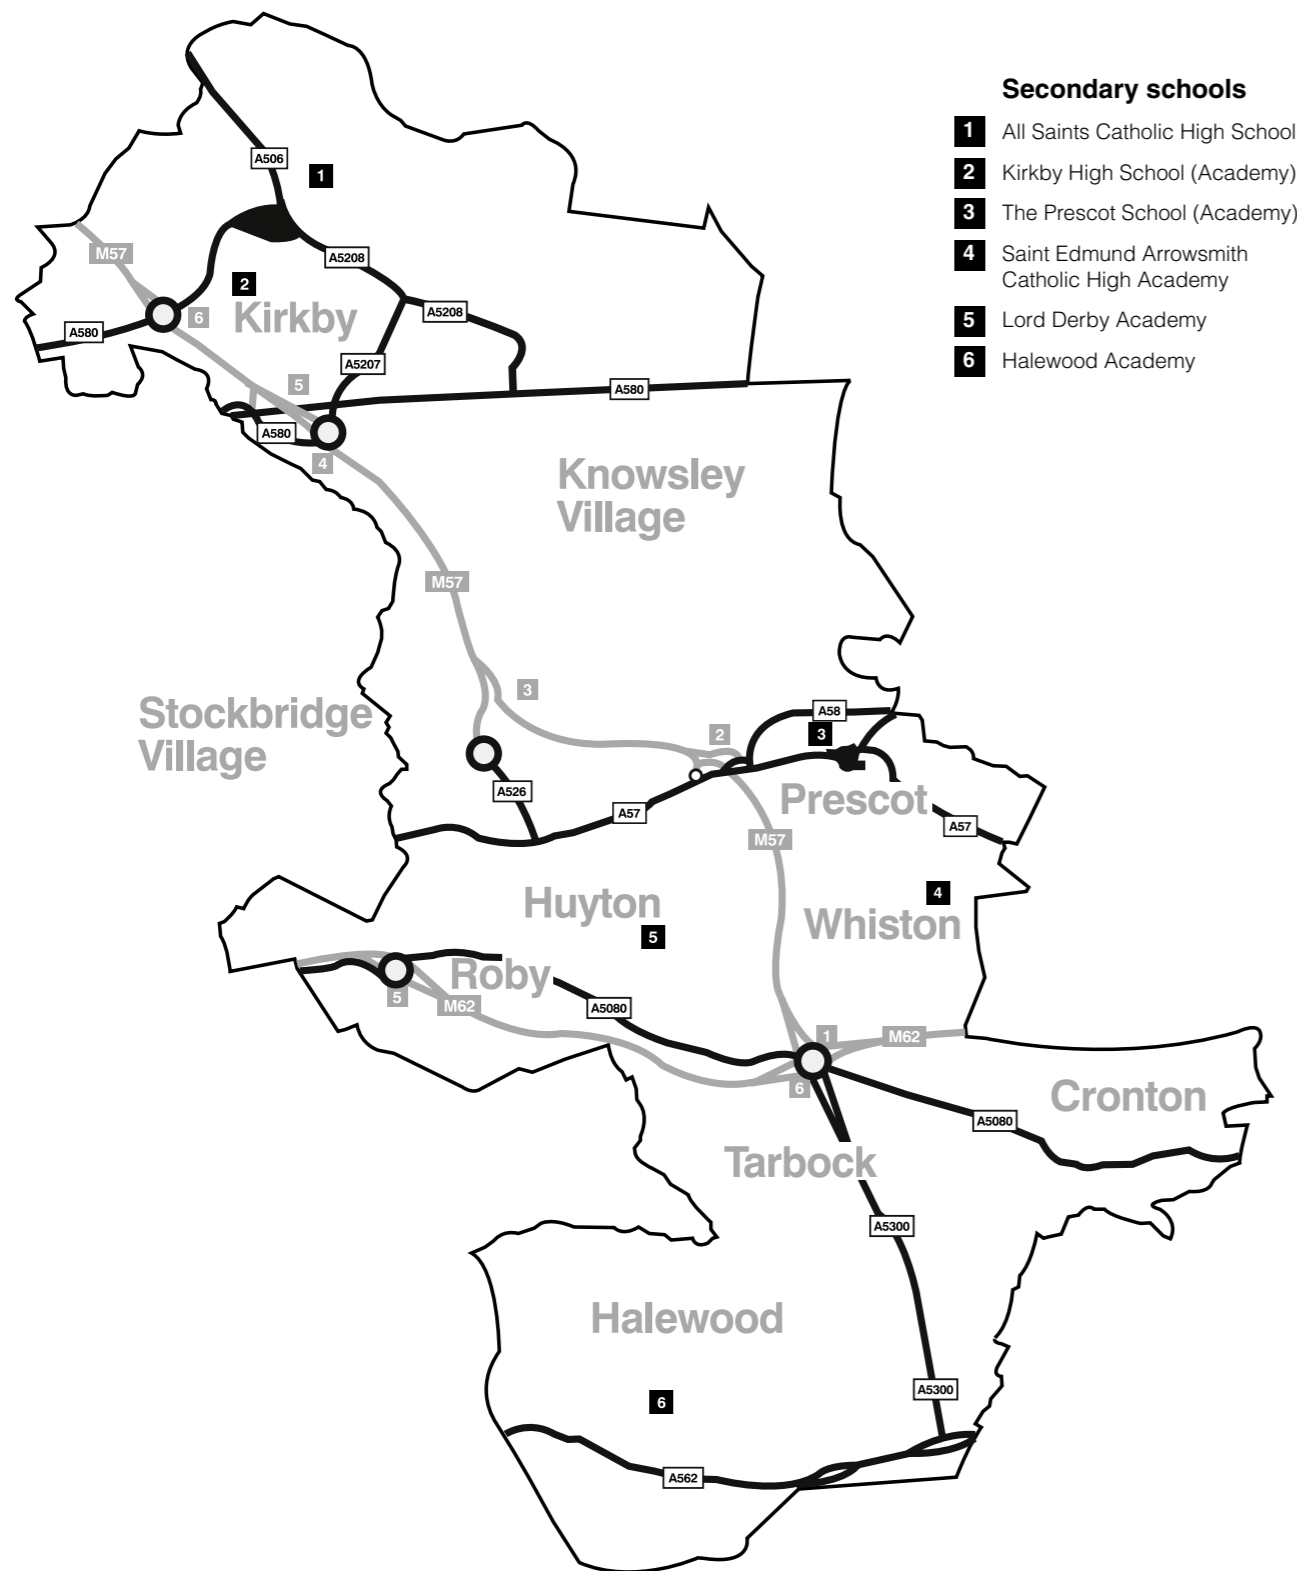 Secondary schools
1 All Saints Catholic High School
2 Kirkby High School (Academy)
3 The Prescot School (Academy)
4 Saint Edmund Arrowsmith
Catholic High Academy
5 Lord Derby Academy
6 Halewood Academy
A506
1
M57
A5208
2
6
Kirkby
A5208
A580
A5207
5
A580
A580
4
Knowsley
Village
M57
3
Stockbridge
Village
A58
2
3
A526
Prescot
A57
A57
M57
4
Huyton
Whiston
5
Roby
5
M62
A5080
1
M62
6
Cronton
A5080
Tarbock
A5300
Halewood
A5300
6
A562